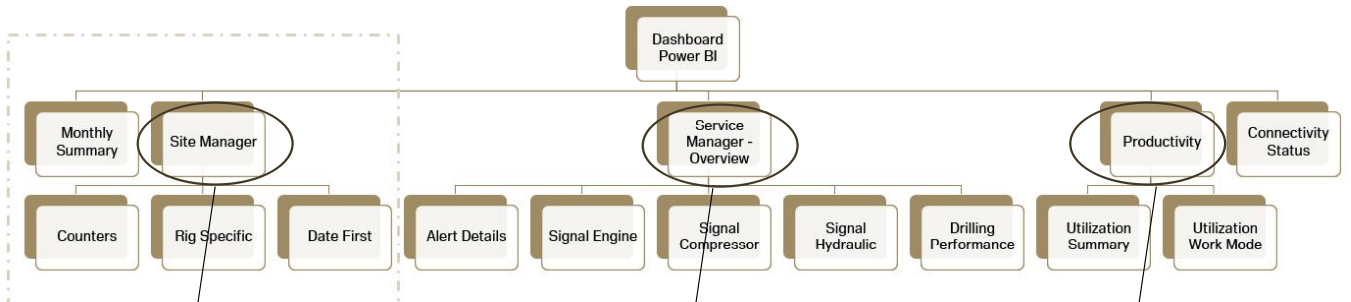 Dashboard
Power BI
Monthly
Summary
Site Manager
Service
Manager -
Overview
Productivity
Connectivity
Status
Counters
Rig Specific
Date First
Alert Details
Signal Engine
Signal
Compressor
Signal
Hydraulic
Drilling
Performance
Utilization
Summary
Utilization
Work Mode